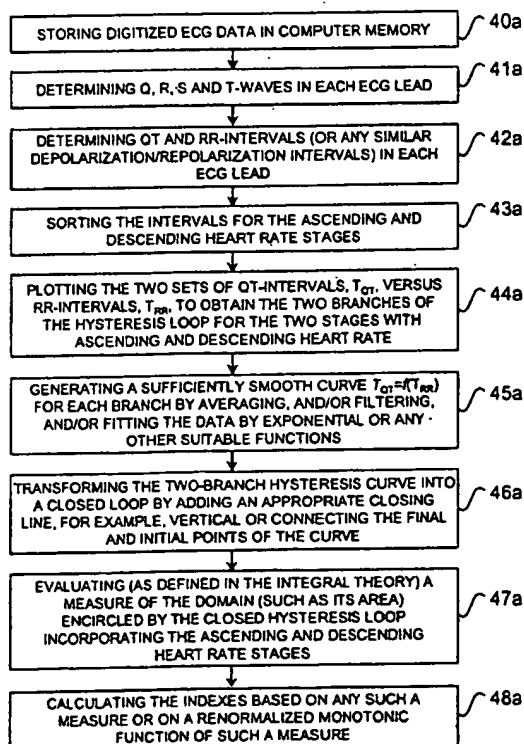 STORING DIGITIZED ECG DATA IN COMPUTER MEMORY
40a
DETERMINING Q, R, S AND T-WAVES IN EACH ECG LEAD
41a
DETERMINING QT AND RR-INTERVALS (OR ANY SIMILAR
DEPOLARIZATION/REPOLARIZATION INTERVALS) IN EACH
ECG LEAD
42a
SORTING THE INTERVALS FOR THE ASCENDING AND
DESCENDING HEART RATE STAGES
43a
PLOTTING THE TWO SETS OF QT-INTERVALS, T_QT, VERSUS
RR-INTERVALS, T_RR, TO OBTAIN THE TWO BRANCHES OF
THE HYSTERESIS LOOP FOR THE TWO STAGES WITH
ASCENDING AND DESCENDING HEART RATE
44a
GENERATING A SUFFICIENTLY SMOOTH CURVE T_QT=f(T_RR)
FOR EACH BRANCH BY AVERAGING, AND/OR FILTERING,
AND/OR FITTING THE DATA BY EXPONENTIAL OR ANY
OTHER SUITABLE FUNCTIONS
45a
TRANSFORMING THE TWO-BRANCH HYSTERESIS CURVE INTO
A CLOSED LOOP BY ADDING AN APPROPRIATE CLOSING
LINE, FOR EXAMPLE, VERTICAL OR CONNECTING THE FINAL
AND INITIAL POINTS OF THE CURVE
46a
EVALUATING (AS DEFINED IN THE INTEGRAL THEORY) A
MEASURE OF THE DOMAIN (SUCH AS ITS AREA)
ENCIRCLED BY THE CLOSED HYSTERESIS LOOP
INCORPORATING THE ASCENDING AND DESCENDING
HEART RATE STAGES
47a
CALCULATING THE INDEXES BASED ON ANY SUCH A
MEASURE OR ON A RENORMALIZED MONOTONIC
FUNCTION OF SUCH A MEASURE
48a